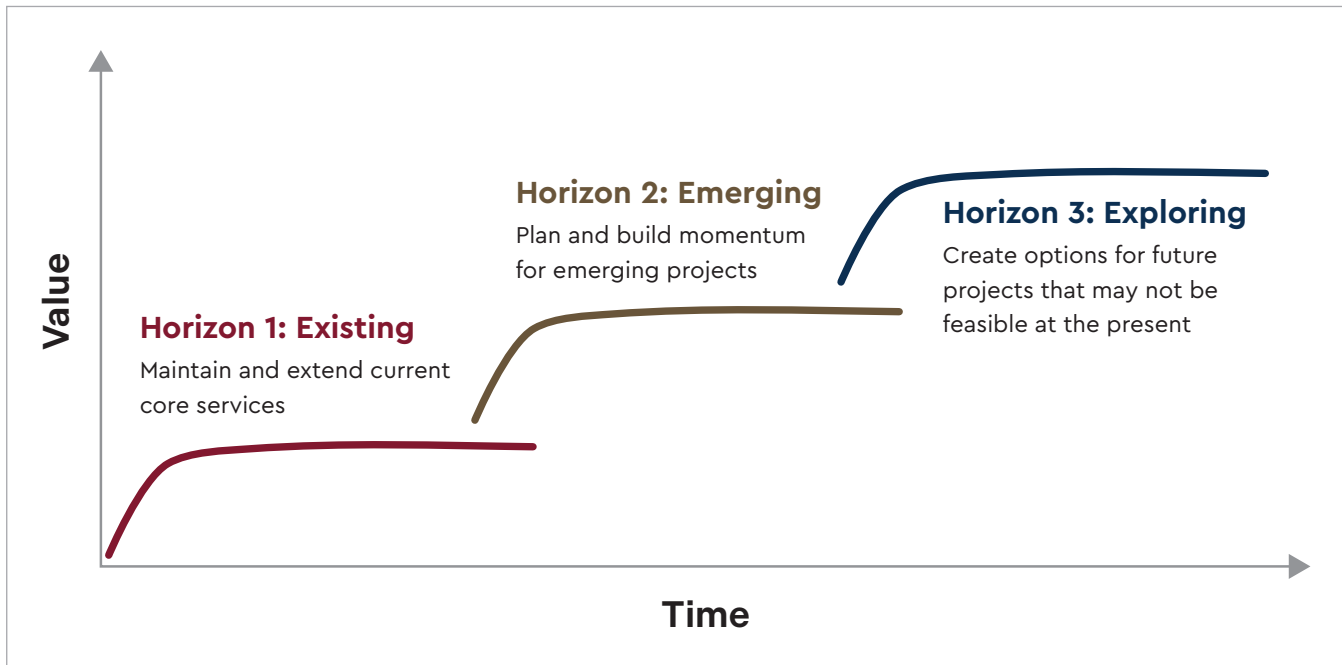 Value
Horizon 1: Existing
Maintain and extend current
core services
Horizon 2: Emerging
Plan and build momentum
for emerging projects
Horizon 3: Exploring
Create options for future
projects that may not be
feasible at the present
Time